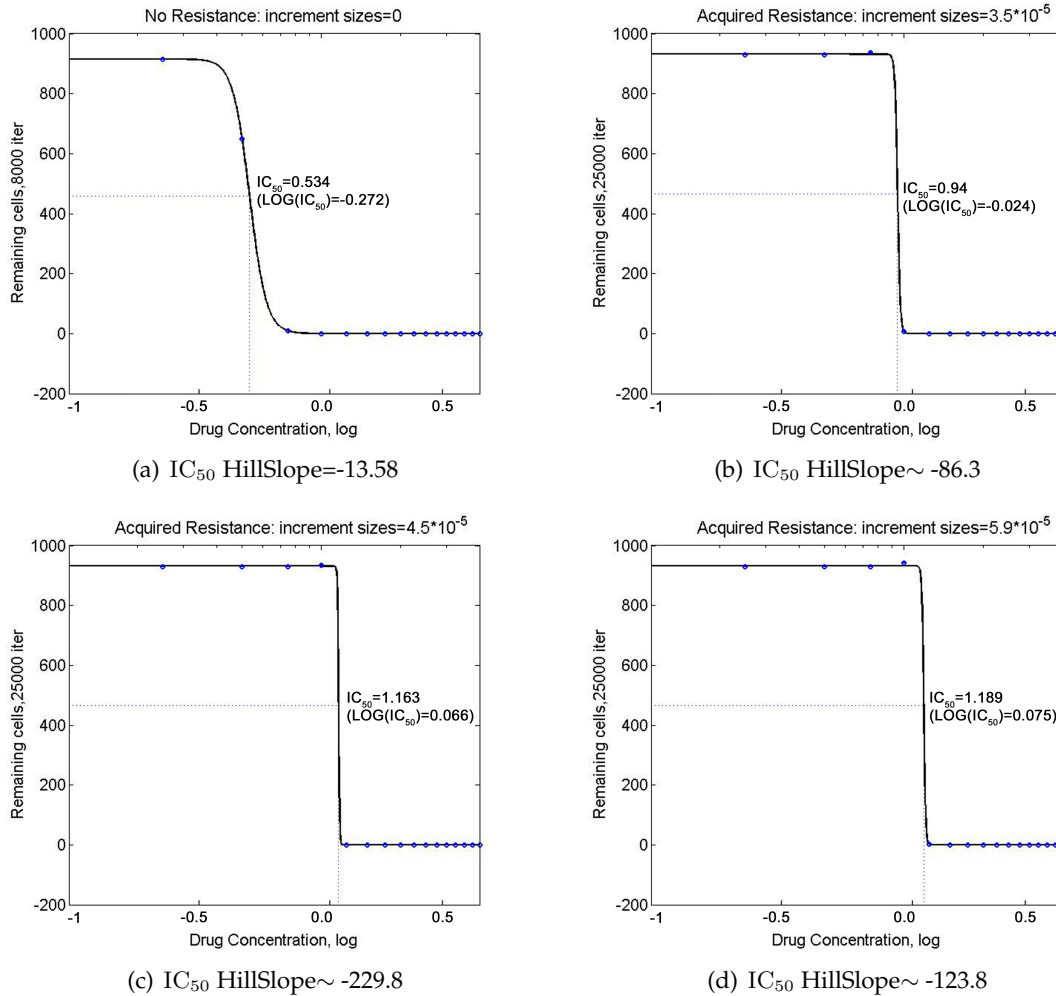 No Resistance: increment sizes=0
1000
800
600
400
200
0
-200
Remaining cells,8000 iter
IC₅₀=0.534
(LOG(IC₅₀)=-0.272)
-1
-0.5
0.0
0.5
Drug Concentration, log
(a) IC₅₀ HillSlope=-13.58
Acquired Resistance: increment sizes=3.5*10⁻⁵
1000
800
600
400
200
0
-200
Remaining cells,25000 iter
IC₅₀=0.94
(LOG(IC₅₀)=-0.024)
-1
-0.5
0.0
0.5
Drug Concentration, log
(b) IC₅₀ HillSlope∼ -86.3
Acquired Resistance: increment sizes=4.5*10⁻⁵
1000
800
600
400
200
0
-200
Remaining cells,25000 iter
IC₅₀=1.163
(LOG(IC₅₀)=0.066)
-1
-0.5
0.0
0.5
Drug Concentration, log
(c) IC₅₀ HillSlope∼ -229.8
Acquired Resistance: increment sizes=5.9*10⁻⁵
1000
800
600
400
200
0
-200
Remaining cells,25000 iter
IC₅₀=1.189
(LOG(IC₅₀)=0.075)
-1
-0.5
0.0
0.5
Drug Concentration, log
(d) IC₅₀ HillSlope∼ -123.8